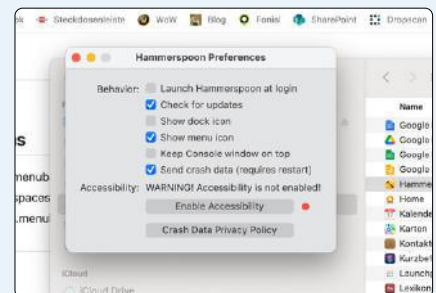 Steckdosenleiste WoW Blog Fonial SharePoint Dropscan
Hammerspoon Preferences
Behavior: Launch Hammerspoon at login
Check for updates
Show dock icon
Show menu icon
Keep Console window on top
Send crash data (requires restart)
Accessibility: WARNING! Accessibility is not enabled!
Enable Accessibility
Crash Data Privacy Policy
iCloud
iCloud Drive
Name
Google
Google
Google
Google
Hamme
Home
Kalende
Karton
Kontakt
Kurzbef
Launchp
Lexikon
menub
spaces
.menu